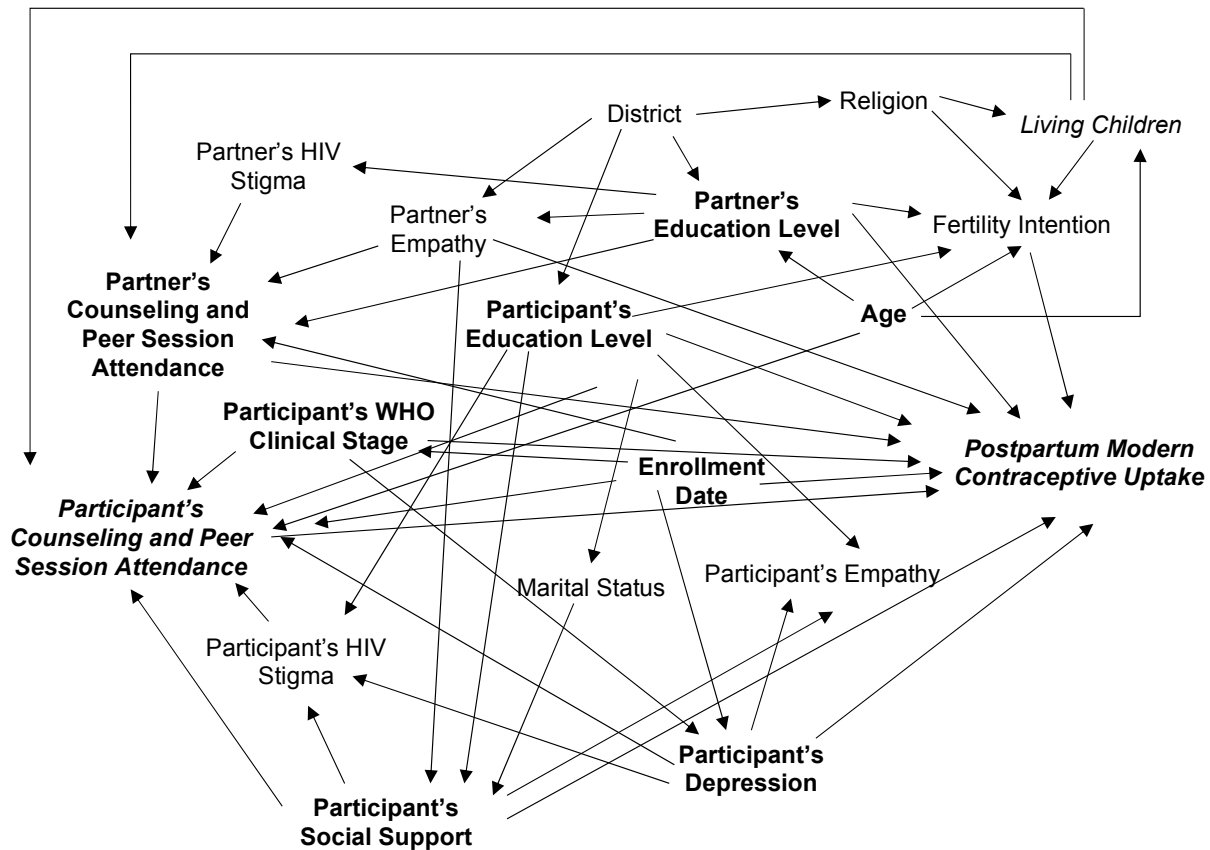 District
Religion
Living Children
Partner's HIV
Stigma
Partner's
Empathy
Partner's
Education Level
Fertility Intention
Partner's
Counseling and
Peer Session
Attendance
Participant's
Education Level
Age
Participant's WHO
Clinical Stage
Enrollment
Date
Postpartum Modern
Contraceptive Uptake
Participant's
Counseling and Peer
Session Attendance
Marital Status
Participant's Empathy
Participant's HIV
Stigma
Participant's
Depression
Participant's
Social Support